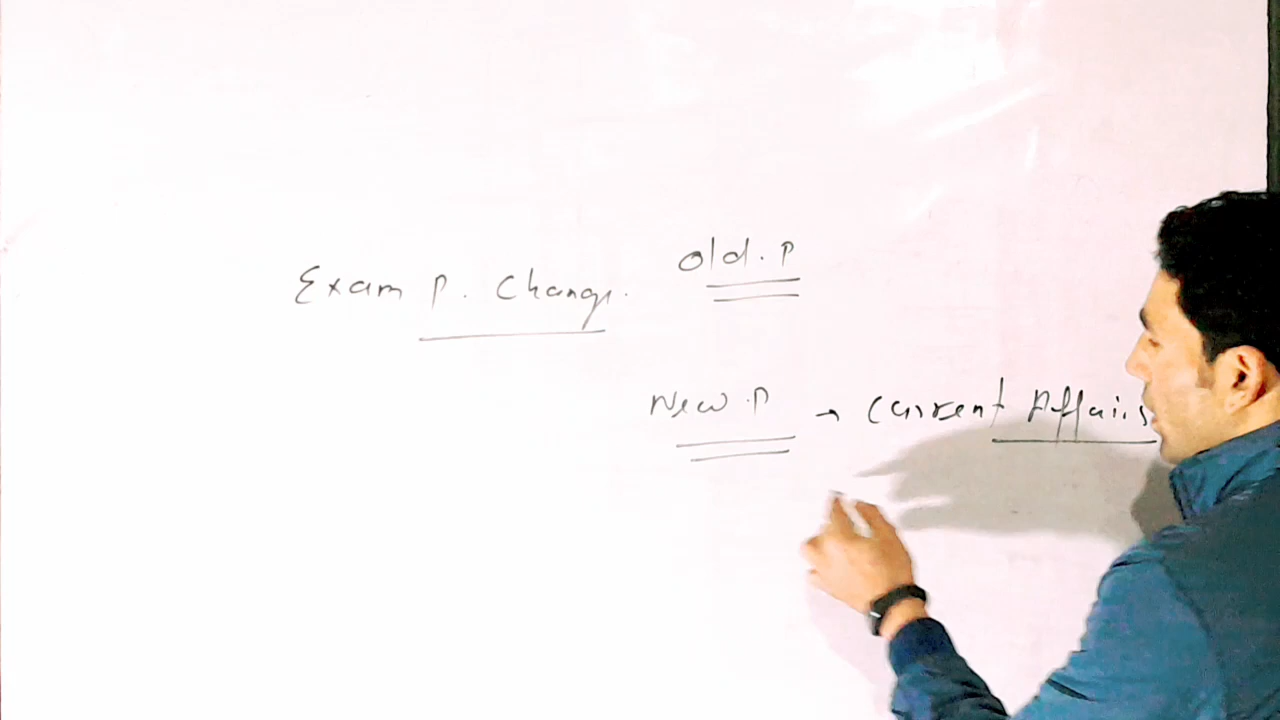 Exam P. Change.
Old. P
New. P → Current Affairs